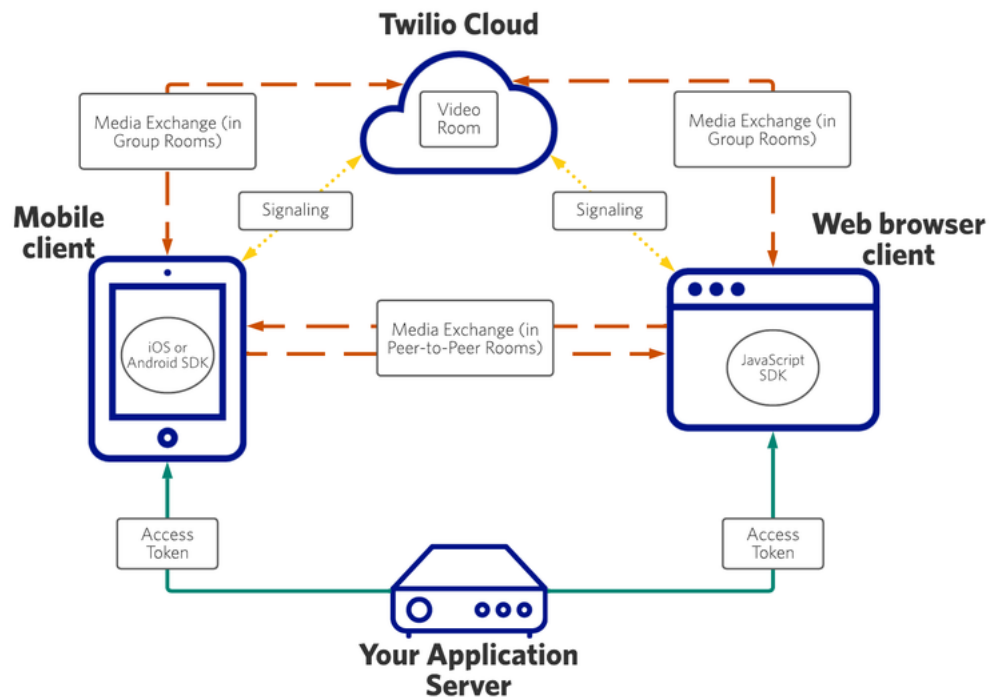 Twilio Cloud
Video
Room
Media Exchange (in
Group Rooms)
Media Exchange (in
Group Rooms)
Signaling
Signaling
Mobile
client
Web browser
client
iOS or
Android SDK
Media Exchange (in
Peer-to-Peer Rooms)
JavaScript
SDK
Access
Token
Access
Token
Your Application
Server